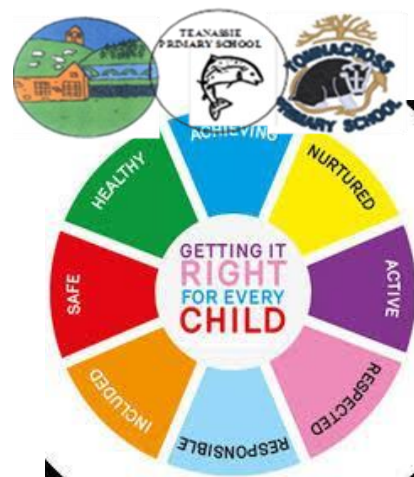 TEANASSIE
PRIMARY SCHOOL
TOMNACROSS
PRIMARY SCHOOL
ACHIEVING
NURTURED
ACTIVE
RESPECTED
RESPONSIBLE
INCLUDED
SAFE
HEALTHY
GETTING IT
RIGHT
FOR EVERY
CHILD